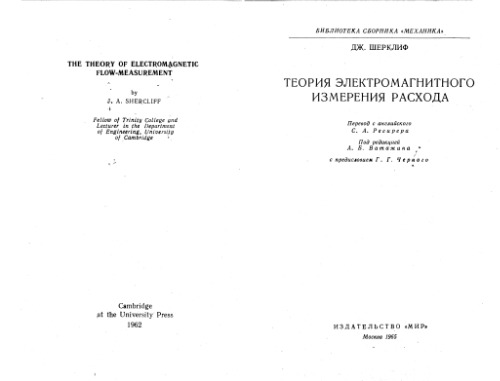 THE THEORY OF ELECTROMAGNETIC
FLOW-MEASUREMENT
by
J. A. SHERCLIFF
Fellow of Trinity College and
Lecturer in the Department
of Engineering, University
of Cambridge
Cambridge
at the University Press
1962
БИБЛИОТЕКА СБОРНИКА «МЕХАНИКА»
ДЖ. ШЕРКЛИФ
ТЕОРИЯ ЭЛЕКТРОМАГНИТНОГО
ИЗМЕРЕНИЯ РАСХОДА
Перевод с английского
С. А. Регирера
Под редакцией
А. Б. Ватажина
с предисловием Г. Г. Черного
ИЗДАТЕЛЬСТВО «МИР»
Москва 1965